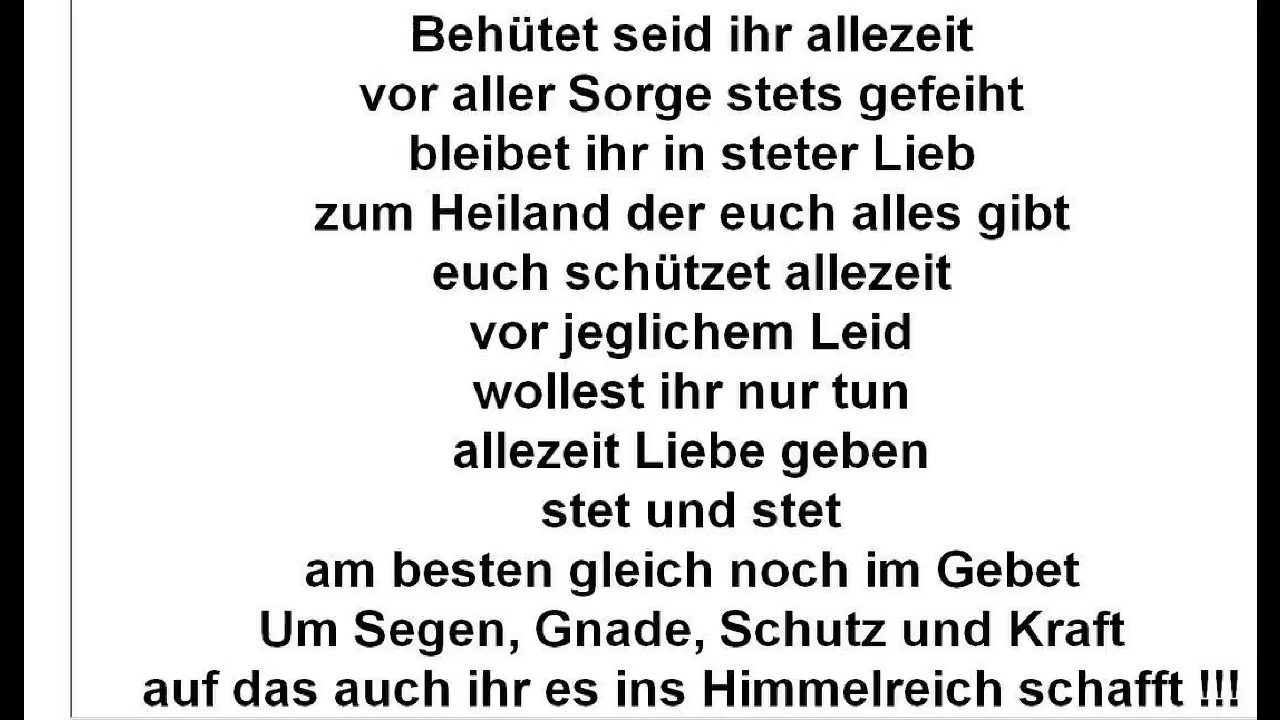 Behütet seid ihr allezeit
vor aller Sorge stets gefeiht
bleibet ihr in steter Lieb
zum Heiland der euch alles gibt
euch schützet allezeit
vor jeglichem Leid
wollest ihr nur tun
allezeit Liebe geben
stet und stet
am besten gleich noch im Gebet
Um Segen, Gnade, Schutz und Kraft
auf das auch ihr es ins Himmelreich schafft !!!